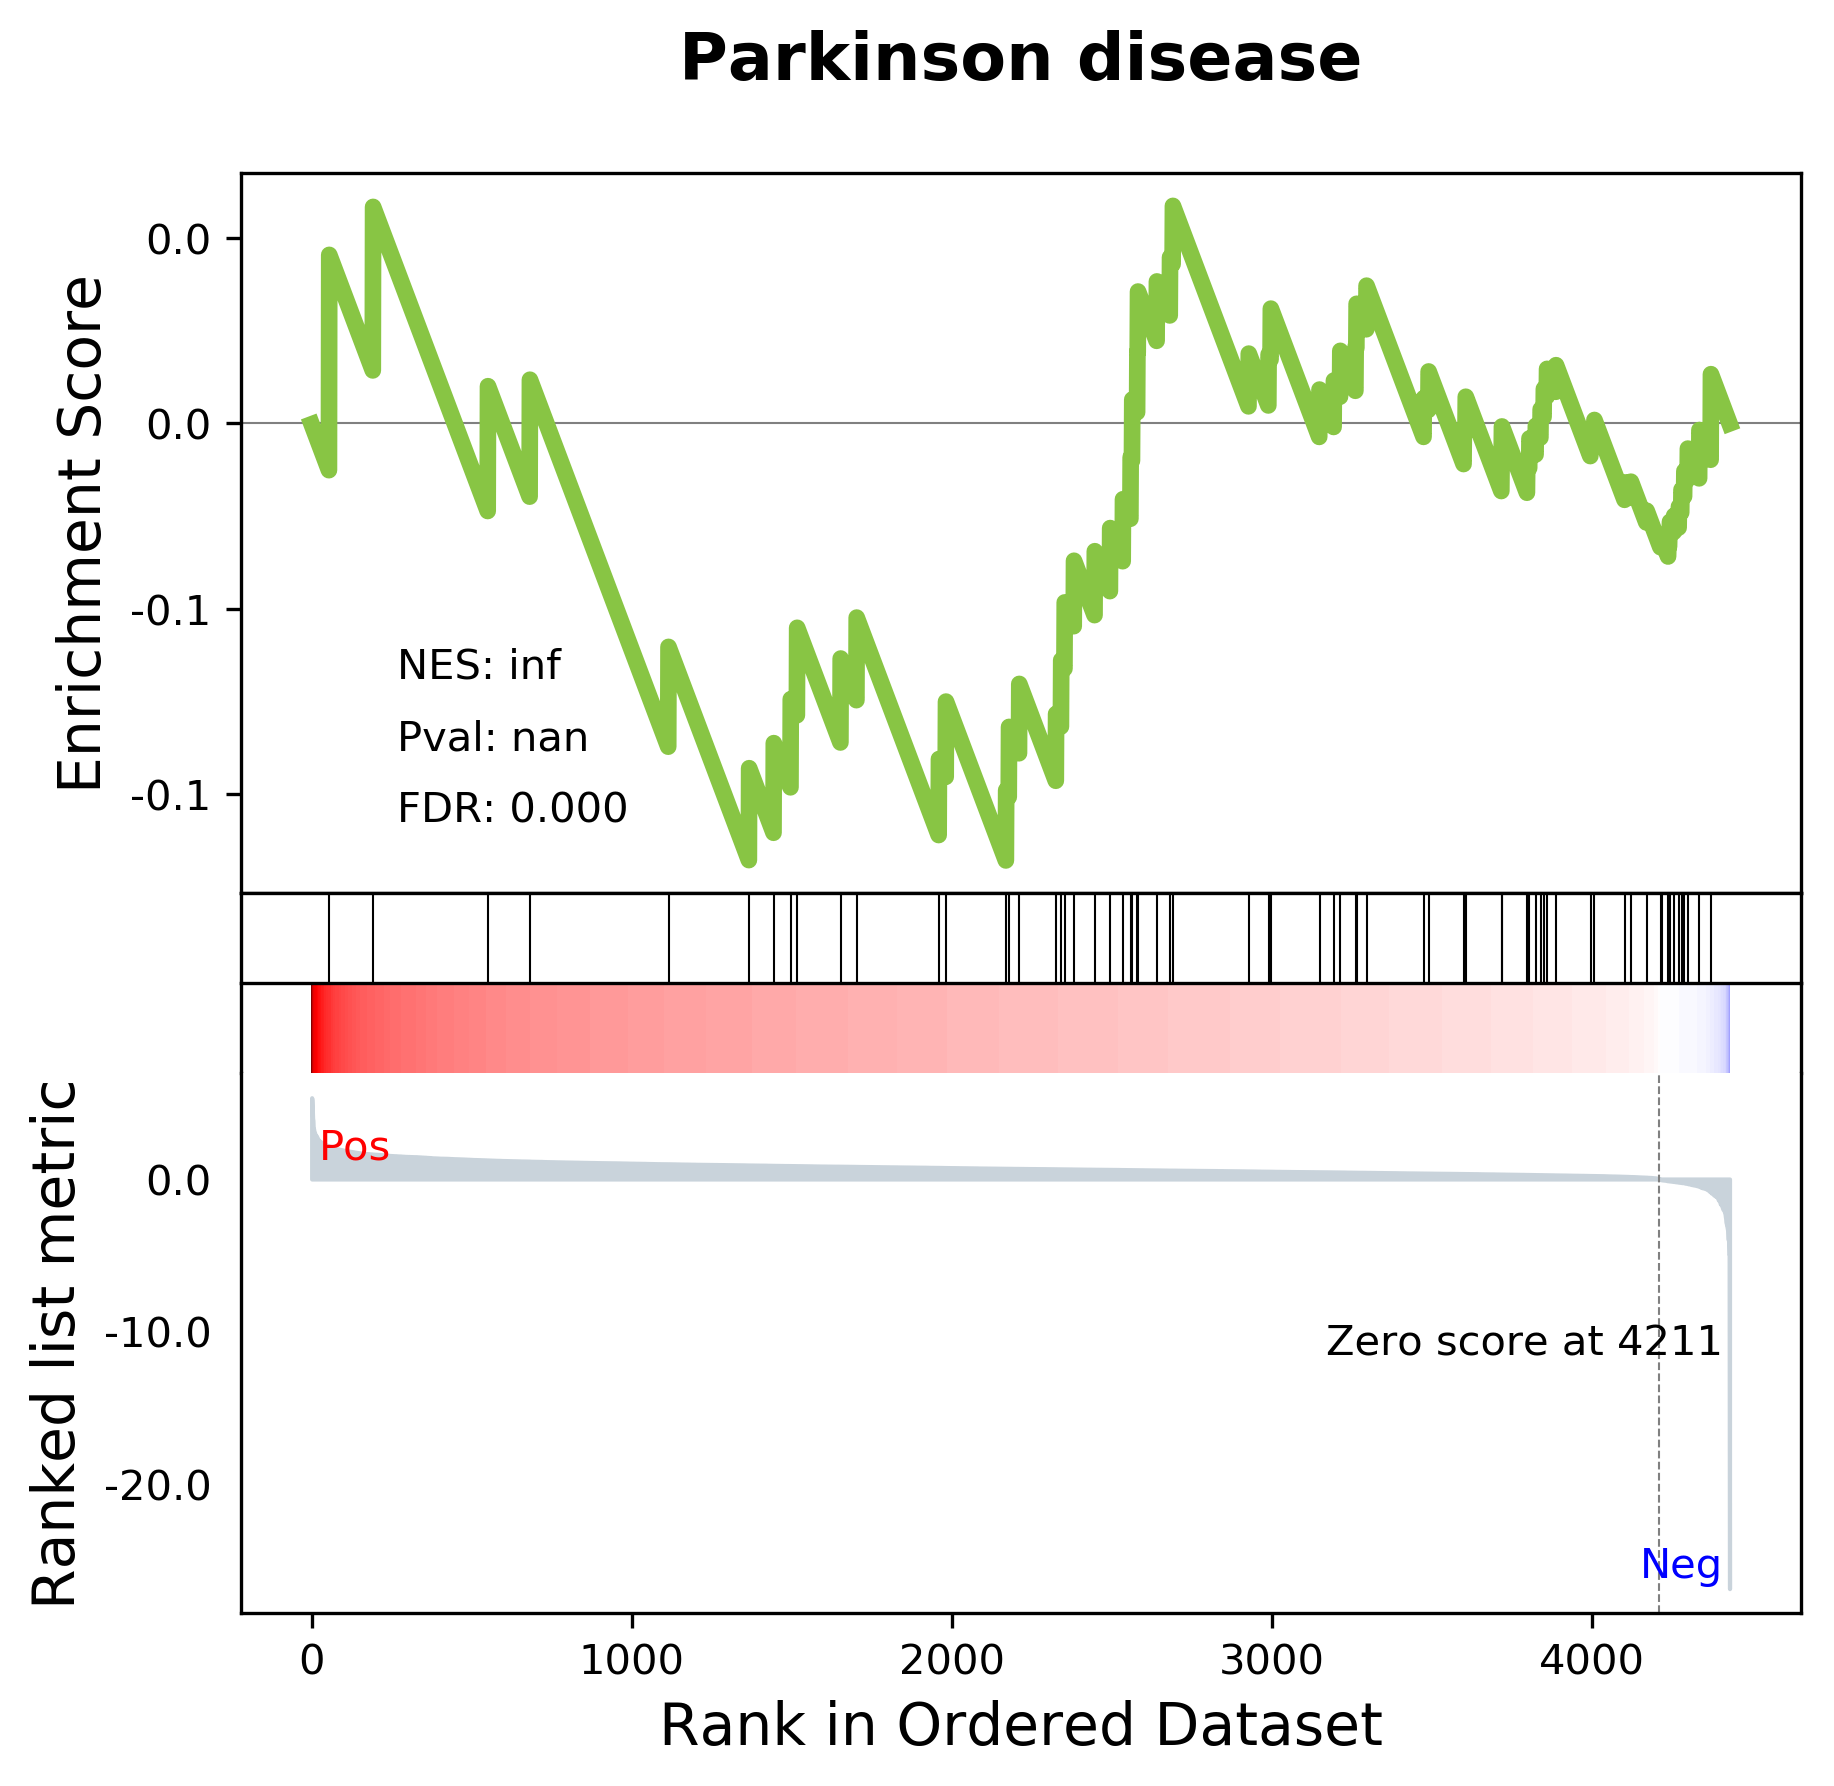 Parkinson disease
Enrichment Score
0.0
0.0
-0.1
-0.1
NES: inf
Pval: nan
FDR: 0.000
Ranked list metric
Pos
0.0
-10.0
-20.0
Zero score at 4211
Neg
0 1000 2000 3000 4000
Rank in Ordered Dataset